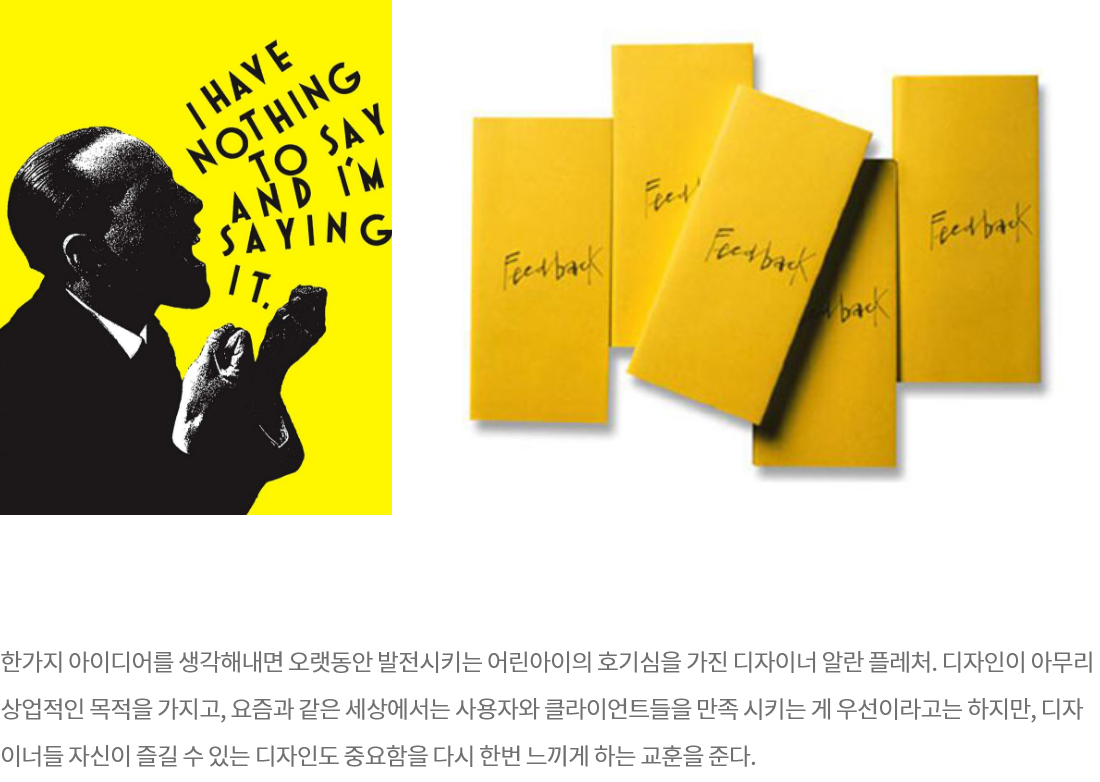 I HAVE
NOTHING
TO SAY
AND I'M
SAYING
IT.
Feedback
Feed
Feedback
dback
Feedback
한가지 아이디어를 생각해내면 오랫동안 발전시키는 어린아이의 호기심을 가진 디자이너 알란 플레처. 디자인이 아무리
상업적인 목적을 가지고, 요즘과 같은 세상에서는 사용자와 클라이언트들을 만족 시키는 게 우선이라고는 하지만, 디자
이너들 자신이 즐길 수 있는 디자인도 중요함을 다시 한번 느끼게 하는 교훈을 준다.